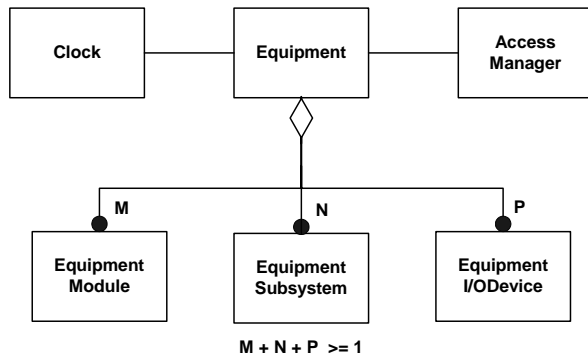 Clock
Equipment
Access
Manager
M
N
P
Equipment
Module
Equipment
Subsystem
Equipment
I/ODevice
M + N + P >= 1